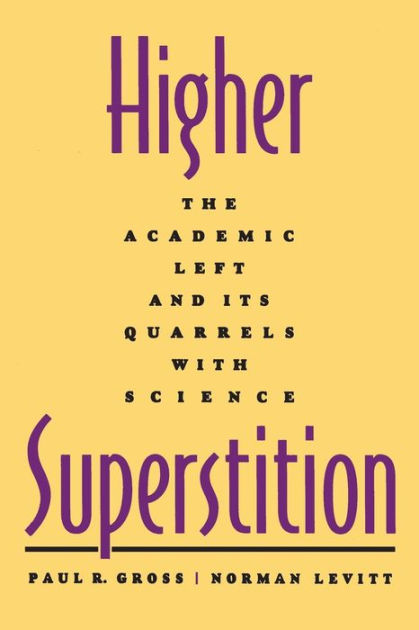 Higher
THE
ACADEMIC
LEFT
AND ITS
QUARRELS
WITH
SCIENCE
Superstition
PAUL R. GROSS | NORMAN LEVITT